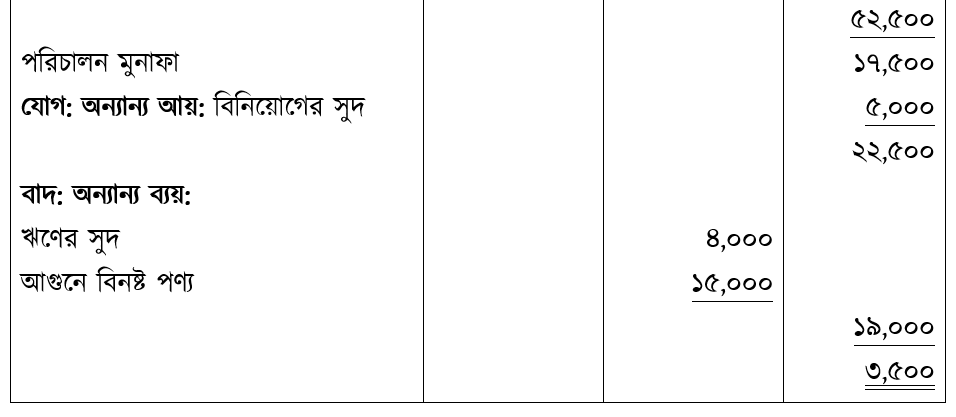 ৫২,৫০০
পরিচালন মুনাফা ১৭,৫০০
যোগ: অন্যান্য আয়: বিনিয়োগের সুদ ৫,০০০
২২,৫০০
বাদ: অন্যান্য ব্যয়:
ঋণের সুদ ৪,০০০
আগুনে বিনষ্ট পণ্য ১৫,০০০
১৯,০০০
৩,৫০০